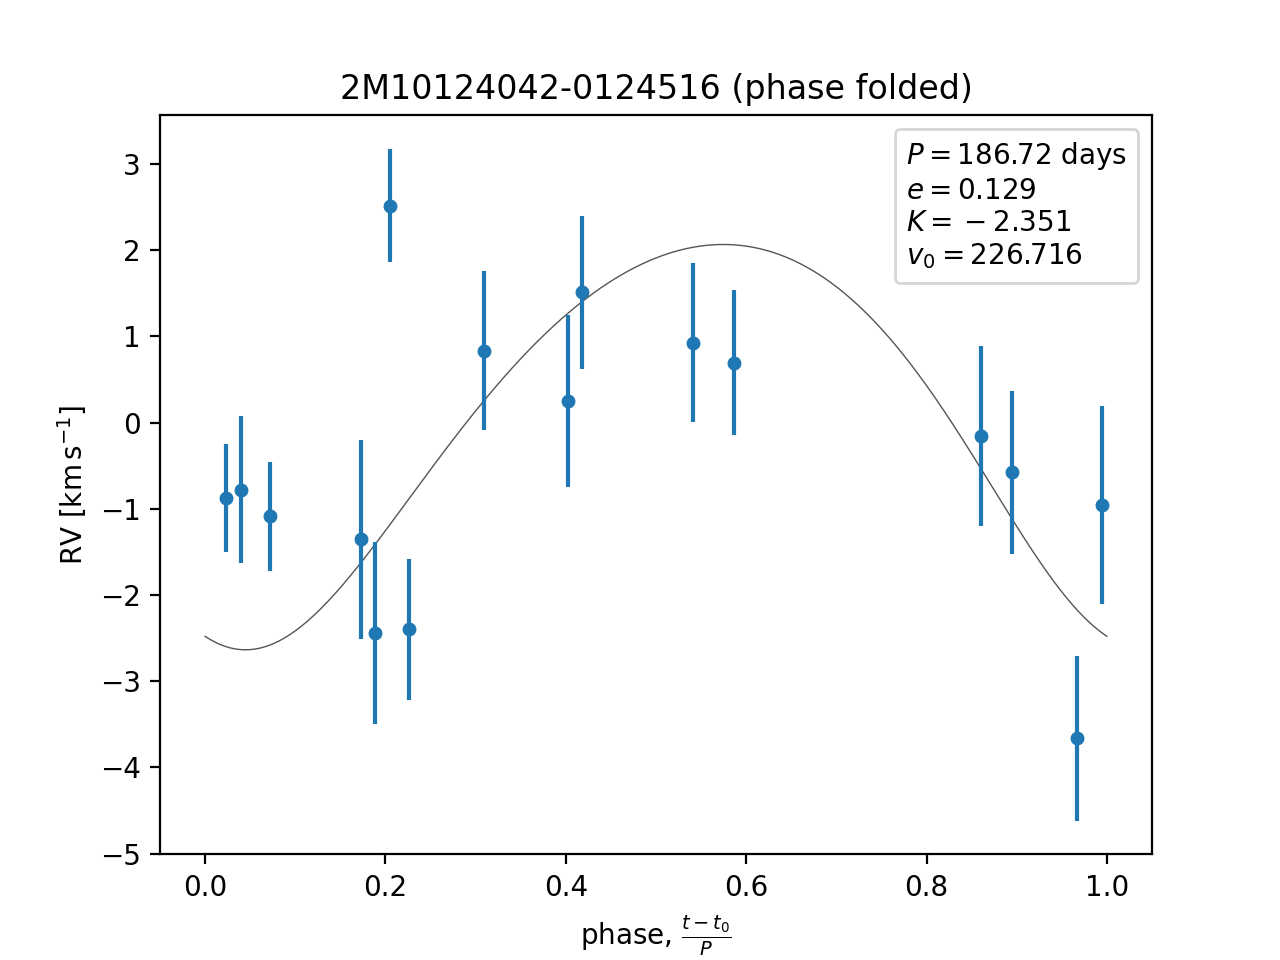 2M10124042-0124516 (phase folded)
P = 186.72 days
e = 0.129
K = −2.351
v₀ = 226.716
RV [km s⁻¹]
3
2
1
0
−1
−2
−3
−4
−5
0.0 0.2 0.4 0.6 0.8 1.0
phase, (t − t₀)/P